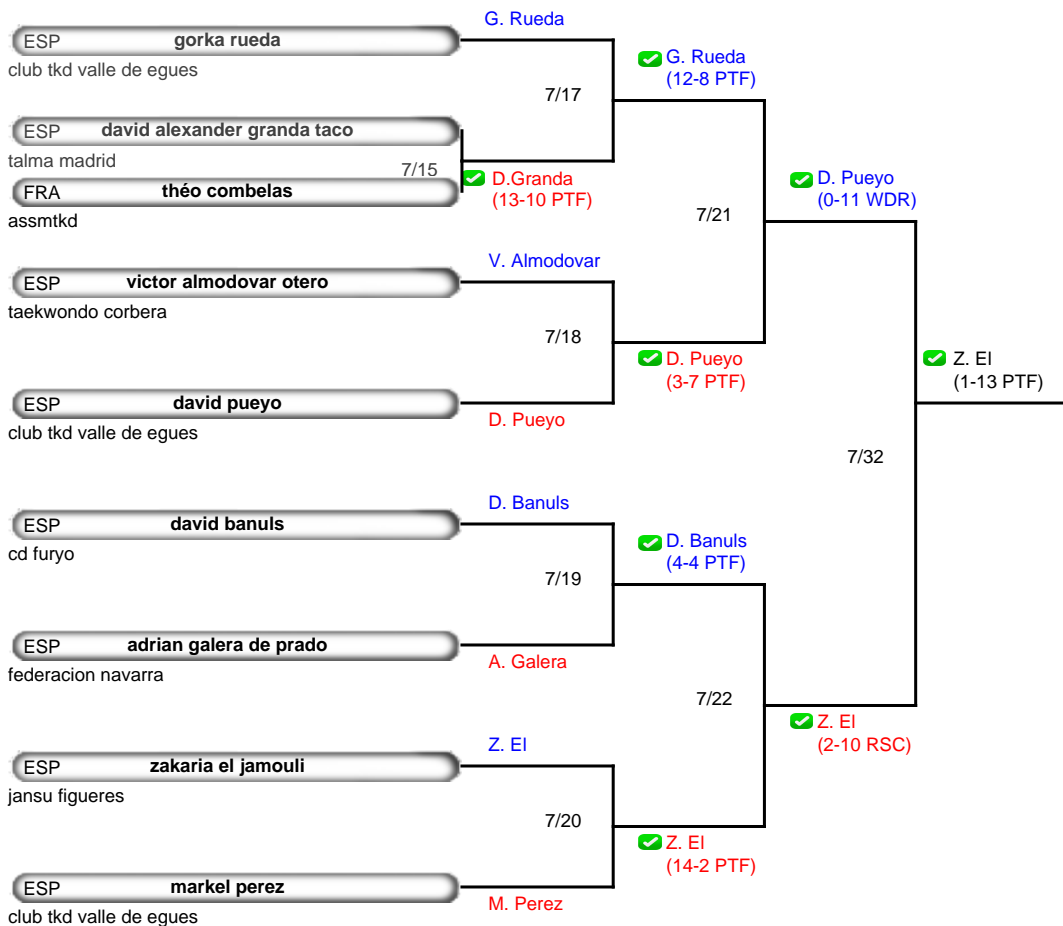 G. Rueda
ESP gorka rueda
club tkd valle de egues
G. Rueda
(12-8 PTF)
7/17
ESP david alexander granda taco
talma madrid
7/15
FRA théo combelas
assmtkd
D.Granda
(13-10 PTF)
D. Pueyo
(0-11 WDR)
7/21
V. Almodovar
ESP victor almodovar otero
taekwondo corbera
7/18
D. Pueyo
(3-7 PTF)
Z. El
(1-13 PTF)
ESP david pueyo
club tkd valle de egues
D. Pueyo
7/32
D. Banuls
ESP david banuls
cd furyo
D. Banuls
(4-4 PTF)
7/19
ESP adrian galera de prado
federacion navarra
A. Galera
7/22
Z. El
(2-10 RSC)
Z. El
ESP zakaria el jamouli
jansu figueres
7/20
Z. El
(14-2 PTF)
ESP markel perez
club tkd valle de egues
M. Perez